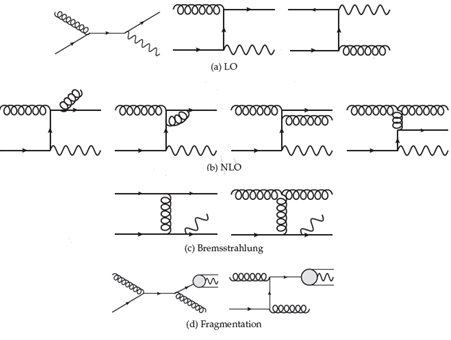 (a) LO
(b) NLO
(c) Bremsstrahlung
(d) Fragmentation